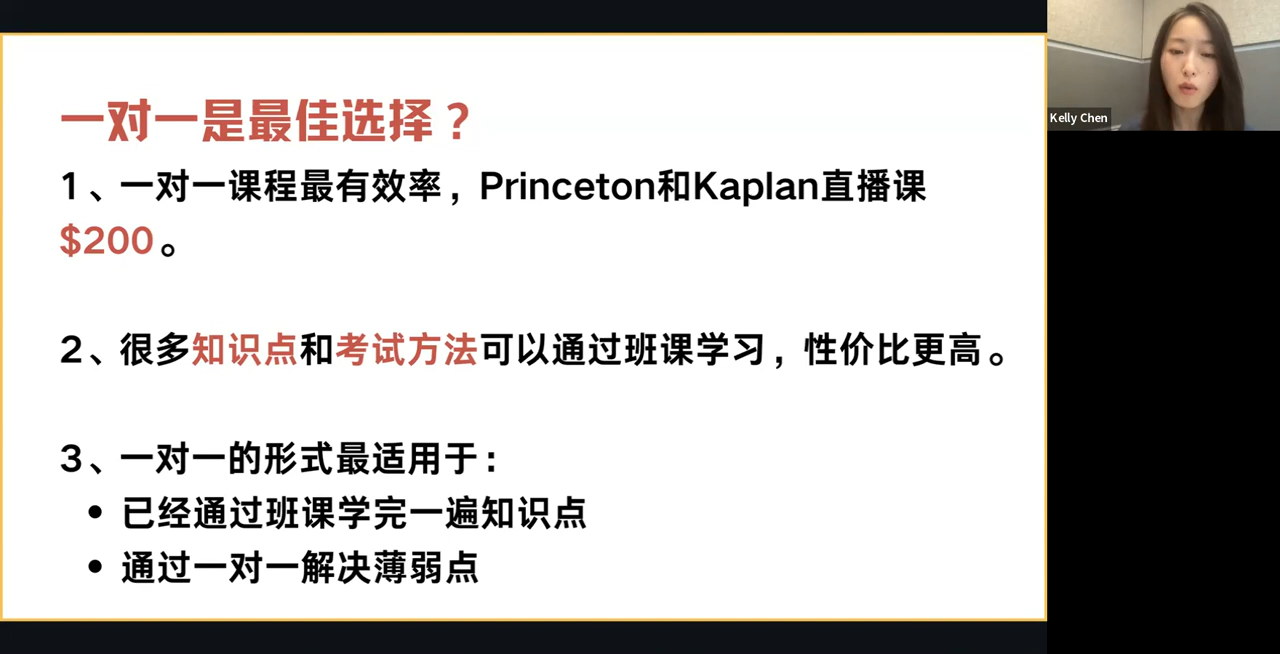 一对一是最佳选择？
1、一对一课程最有效率，Princeton和Kaplan直播课
$200。
2、很多知识点和考试方法可以通过班课学习，性价比更高。
3、一对一的形式最适用于：
• 已经通过班课学完一遍知识点
• 通过一对一解决薄弱点
Kelly Chen